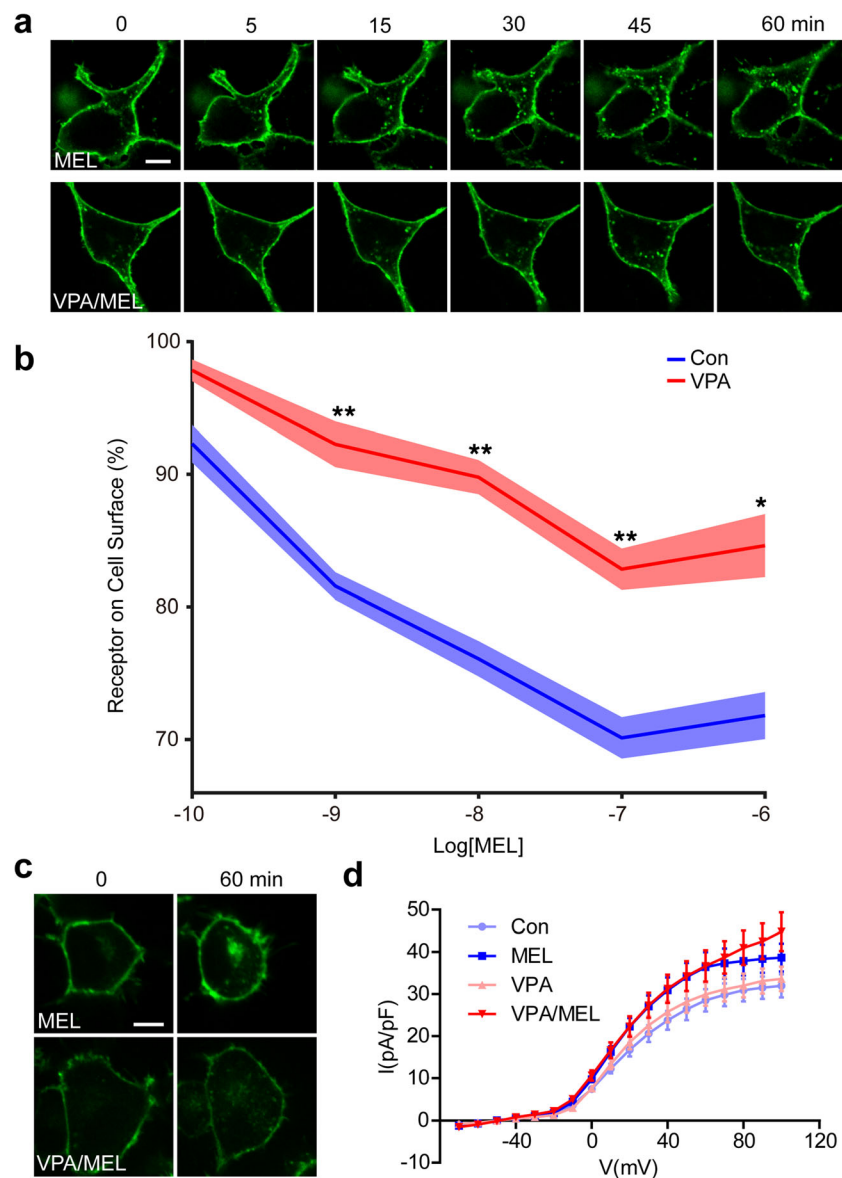 a
0 5 15 30 45 60 min
MEL
VPA/MEL
b
100
90
80
70
Receptor on Cell Surface (%)
Con
VPA
**
**
**
*
-10 -9 -8 -7 -6
Log[MEL]
c
0 60 min
MEL
VPA/MEL
d
50
40
30
20
10
0
-10
I(pA/pF)
Con
MEL
VPA
VPA/MEL
-40 0 40 80 120
V(mV)